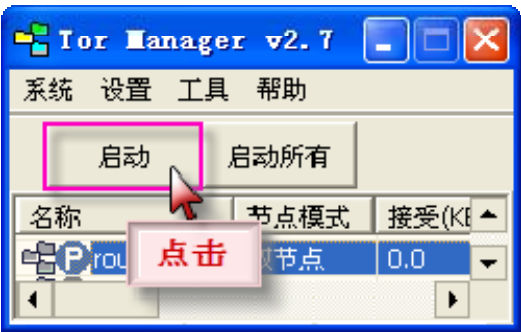 Tor Manager v2.7
系统 设置 工具 帮助
启动 启动所有
名称 节点模式 接受(KB
P rou 节点 0.0
点击